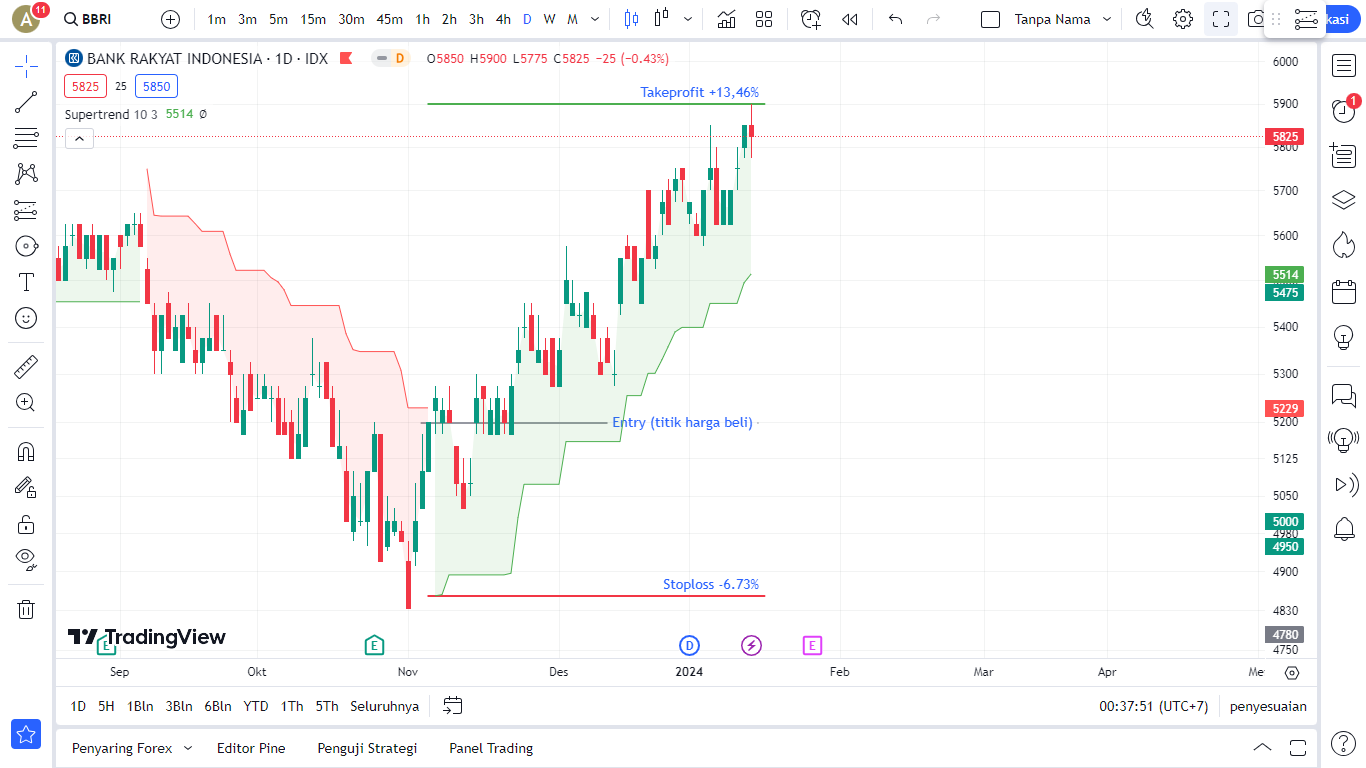 A 11 BBRI 1m 3m 5m 15m 30m 45m 1h 2h 3h 4h D W M Tanpa Nama kasi
BANK RAKYAT INDONESIA · 1D · IDX D O5850 H5900 L5775 C5825 −25 (−0.43%)
5825 25 5850
Supertrend 10 3 5514 Ø
Takeprofit +13,46%
Entry (titik harga beli)
Stoploss -6.73%
6000
5900
5825
5800
5700
5600
5514
5475
5400
5300
5229
5200
5125
5050
5000
4980
4950
4900
4830
4780
4750
1
TradingView
E E D E
Sep Okt Nov Des 2024 Feb Mar Apr Me
1D 5H 1Bln 3Bln 6Bln YTD 1Th 5Th Seluruhnya 00:37:51 (UTC+7) penyesuaian
Penyaring Forex Editor Pine Penguji Strategi Panel Trading